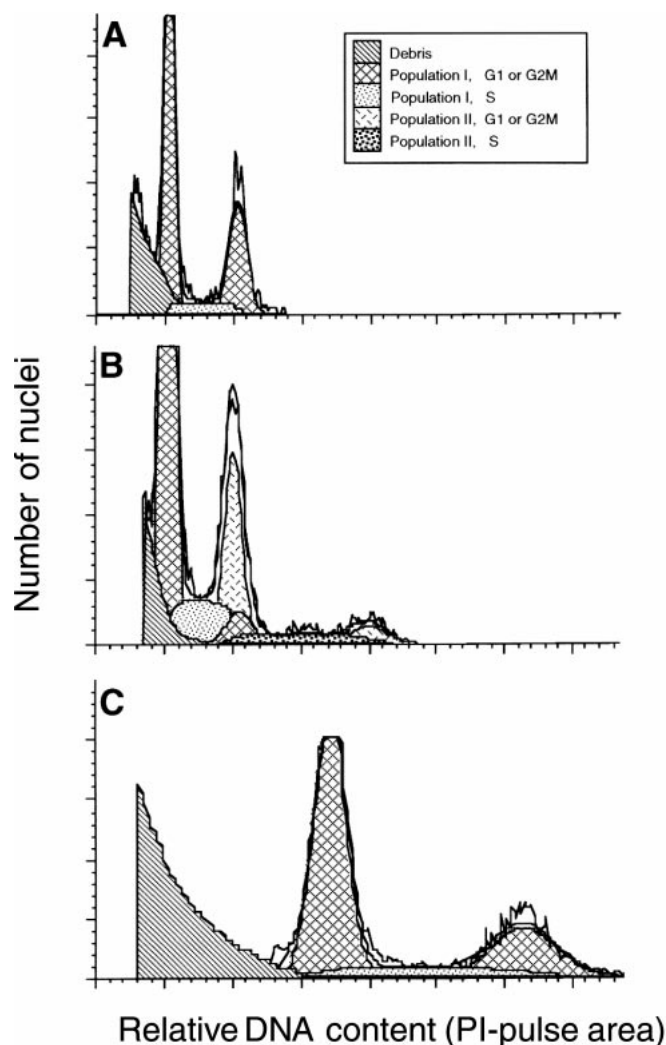 A
Debris
Population I, G1 or G2M
Population I, S
Population II, G1 or G2M
Population II, S
B
Number of nuclei
C
Relative DNA content (PI-pulse area)